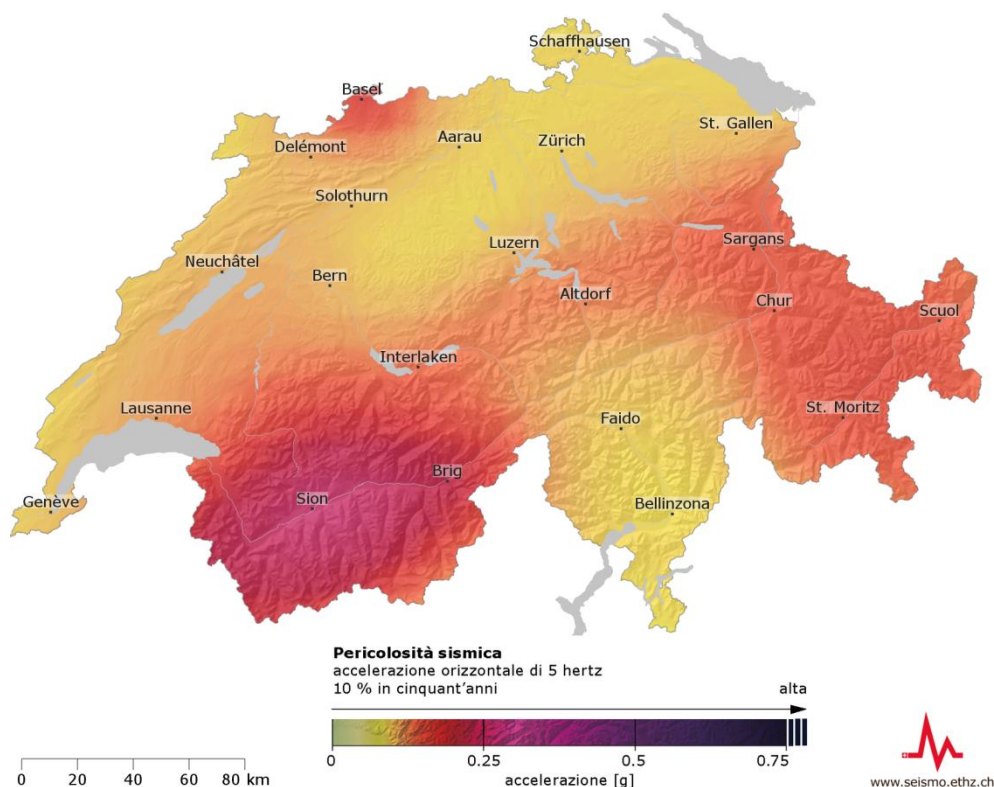 Schaffhausen
Basel
St. Gallen
Aarau
Zürich
Delémont
Solothurn
Sargans
Luzern
Neuchâtel
Bern
Altdorf
Chur
Scuol
Interlaken
Lausanne
St. Moritz
Faido
Brig
Genève
Sion
Bellinzona
Pericolosità sismica
accelerazione orizzontale di 5 hertz
10 % in cinquant'anni
alta
0 0.25 0.5 0.75
accelerazione [g]
0 20 40 60 80 km
www.seismo.ethz.ch